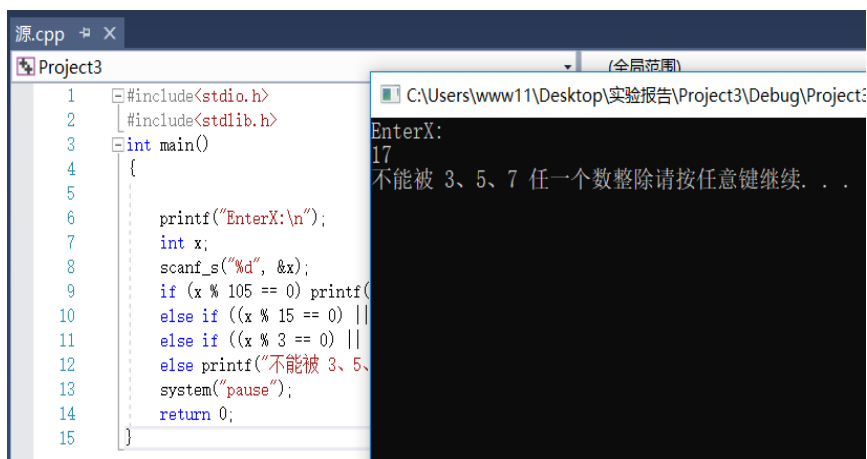 源.cpp
Project3
(全局范围)
1 #include<stdio.h>
2 #include<stdlib.h>
3 int main()
4 {
5
6 printf("EnterX:\n");
7 int x;
8 scanf_s("%d", &x);
9 if (x % 105 == 0) printf(
10 else if ((x % 15 == 0) ||
11 else if ((x % 3 == 0) ||
12 else printf("不能被 3、5、
13 system("pause");
14 return 0;
15 }
C:\Users\www11\Desktop\实验报告\Project3\Debug\Project3
EnterX:
17
不能被 3、5、7 任一个数整除请按任意键继续. . .